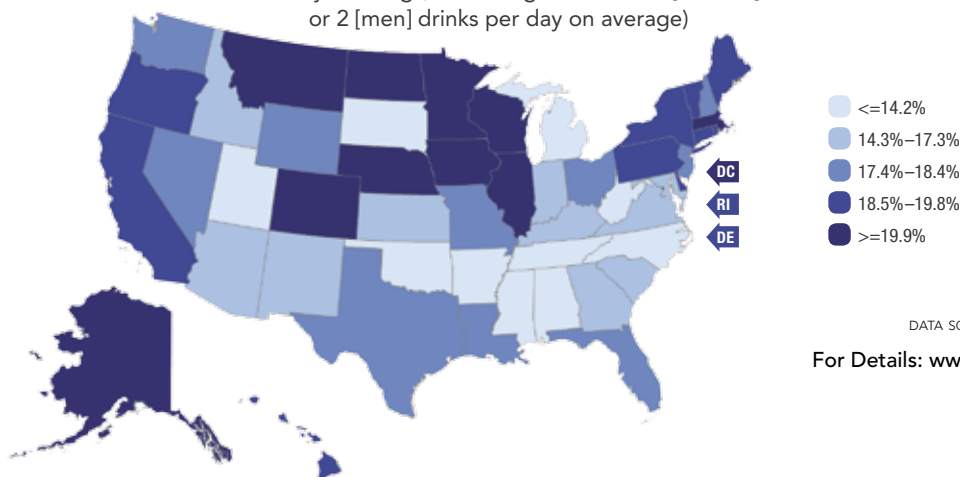 or 2 [men] drinks per day on average)
<=14.2%
14.3%–17.3%
17.4%–18.4%
18.5%–19.8%
>=19.9%
DC
RI
DE
DATA
For Details: